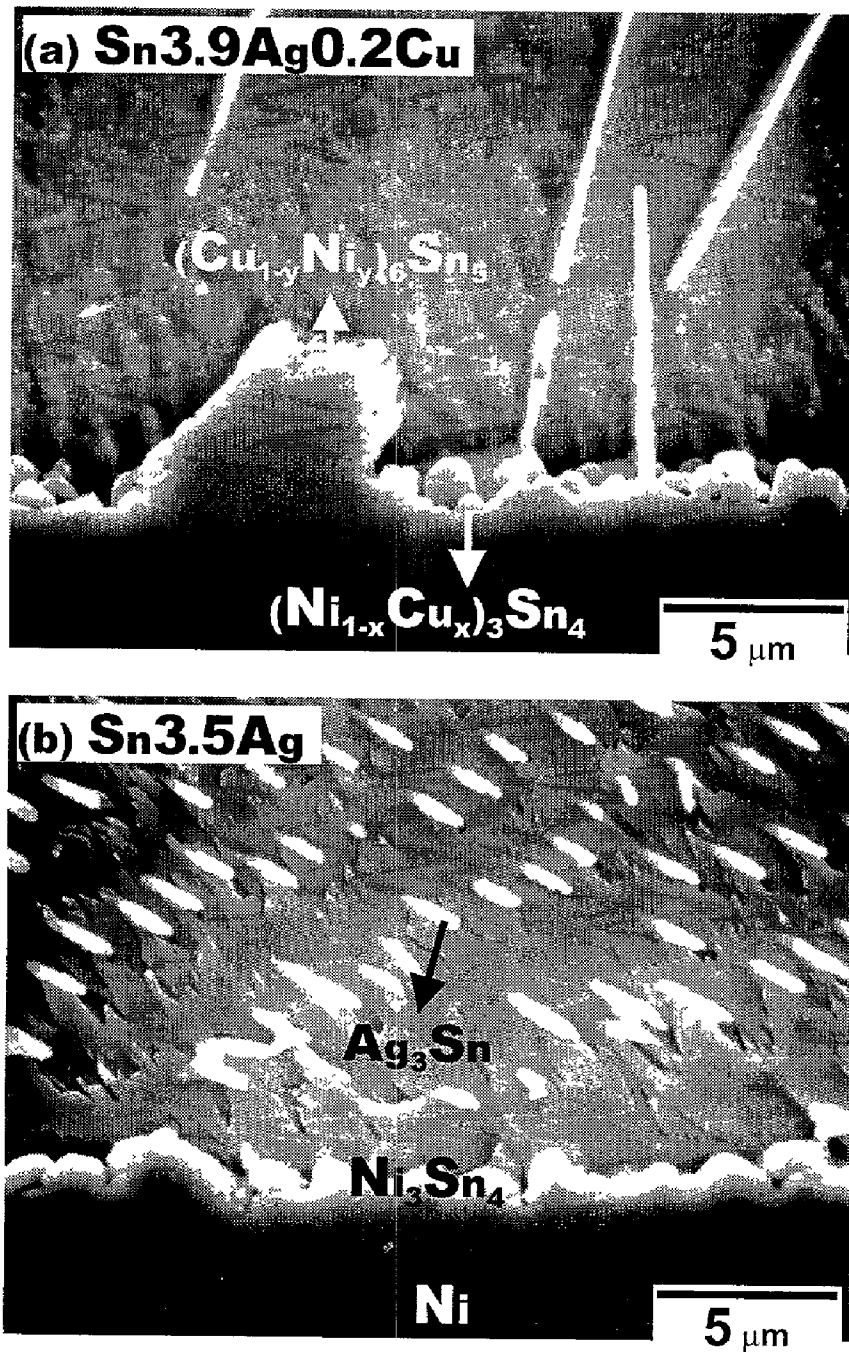 (a) Sn3.9Ag0.2Cu
(Cu₁₋yNiy)₆Sn₅
(Ni₁₋ₓCuₓ)₃Sn₄
5 μm
(b) Sn3.5Ag
Ag₃Sn
Ni₃Sn₄
Ni
5 μm